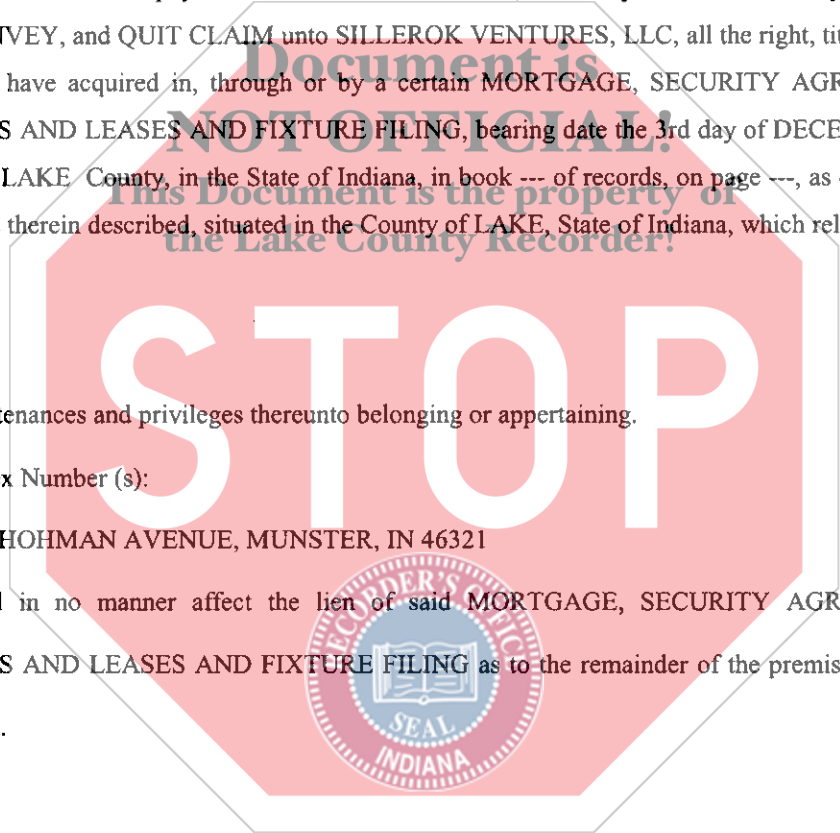 VEY, and QUIT CLAIM unto SILLEROK VENTURES, LLC, all the right,
Document is
have acquired in, through or by a certain MORTGAGE, SECURITY AGR
NOT OFFICIAL!
S AND LEASES AND FIXTURE FILING, bearing date the 3rd day of DECE
LAKE County, in the State of Indiana, in book --- of records, on page ---, as
This Document is the property of
therein described, situated in the County of LAKE, State of Indiana, which rel
the Lake County Recorder!
STOP
tenances and privileges thereunto belonging or appertaining.
x Number (s):
HOHMAN AVENUE, MUNSTER, IN 46321
in no manner affect the lien of said MORTGAGE, SECURITY AGR
S AND LEASES AND FIXTURE FILING as to the remainder of the premis
.
RECORDER'S OFFICE
SEAL
INDIANA